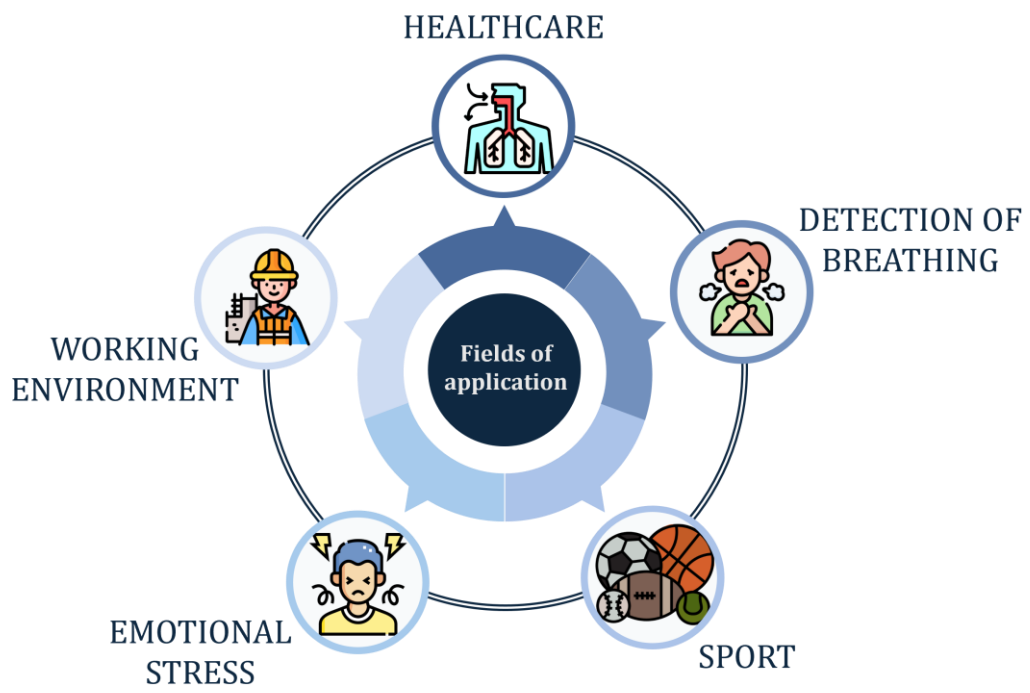 HEALTHCARE
DETECTION OF
BREATHING
WORKING
ENVIRONMENT
Fields of
application
EMOTIONAL
STRESS
SPORT